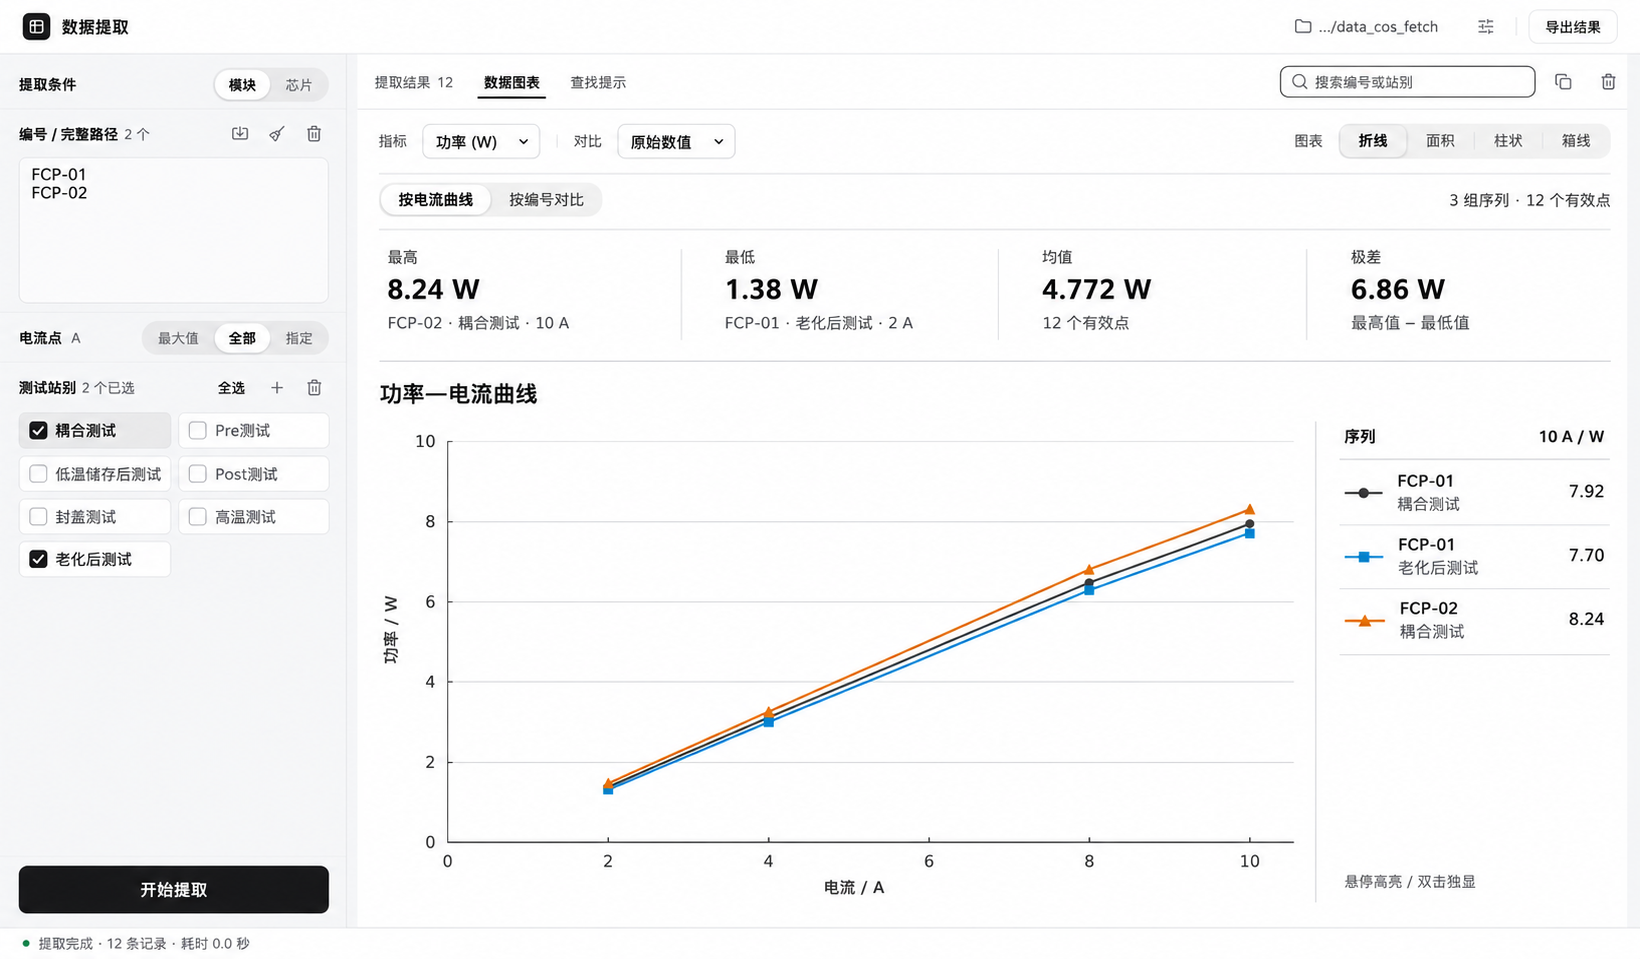 数据提取
.../data_cos_fetch
导出结果
提取条件
模块
芯片
编号 / 完整路径 2 个
FCP-01
FCP-02
电流点 A
最大值
全部
指定
测试站别 2 个已选
全选
耦合测试
Pre测试
低温储存后测试
Post测试
封盖测试
高温测试
老化后测试
开始提取
提取完成 · 12 条记录 · 耗时 0.0 秒
提取结果 12
数据图表
查找提示
搜索编号或站别
指标
功率 (W)
对比
原始数值
图表
折线
面积
柱状
箱线
按电流曲线
按编号对比
3 组序列 · 12 个有效点
最高
8.24 W
FCP-02 · 耦合测试 · 10 A
最低
1.38 W
FCP-01 · 老化后测试 · 2 A
均值
4.772 W
12 个有效点
极差
6.86 W
最高值 – 最低值
功率—电流曲线
功率 / W
10
8
6
4
2
0
0
2
4
6
8
10
电流 / A
序列
10 A / W
FCP-01
耦合测试
7.92
FCP-01
老化后测试
7.70
FCP-02
耦合测试
8.24
悬停高亮 / 双击独显